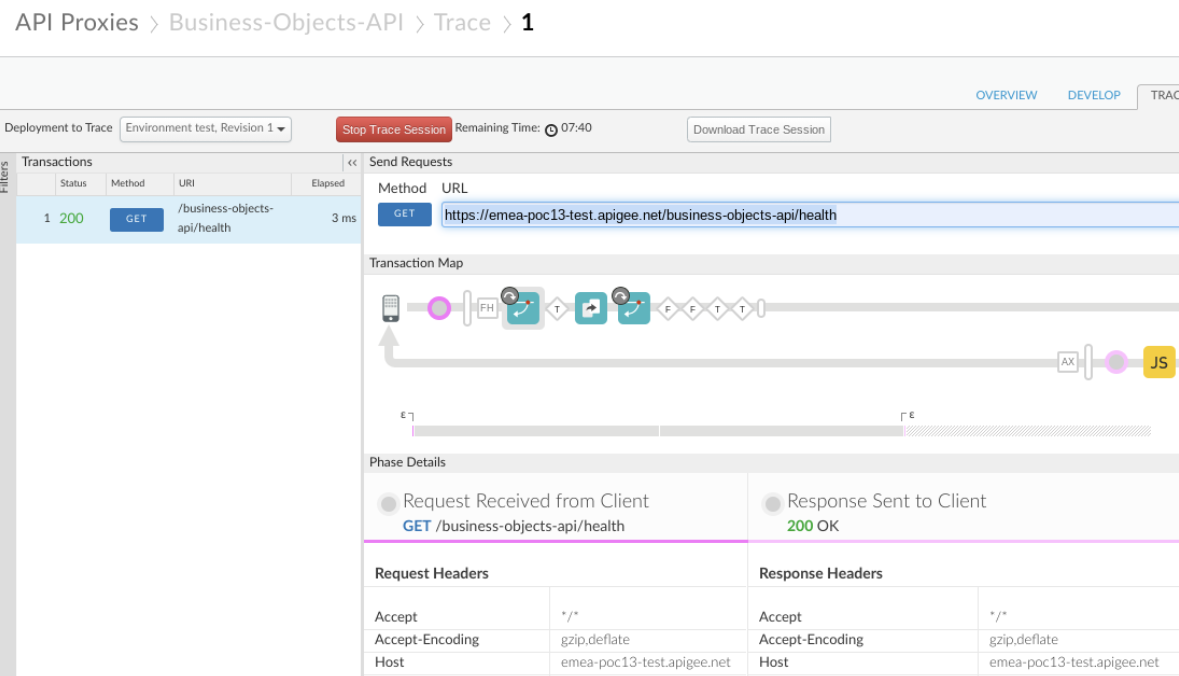 API Proxies > Business-Objects-API > Trace > 1
OVERVIEW DEVELOP TRAC
Deployment to Trace Environment test, Revision 1 Stop Trace Session Remaining Time: 07:40 Download Trace Session
Filters
Transactions << Send Requests
Status Method URI Elapsed
Method URL
1 200 GET /business-objects-api/health 3 ms
GET https://emea-poc13-test.apigee.net/business-objects-api/health
Transaction Map
FH T F F T T
AX JS
ε ε
Phase Details
Request Received from Client Response Sent to Client
GET /business-objects-api/health 200 OK
Request Headers Response Headers
Accept */* Accept */*
Accept-Encoding gzip,deflate Accept-Encoding gzip,deflate
Host emea-poc13-test.apigee.net Host emea-poc13-test.apigee.net